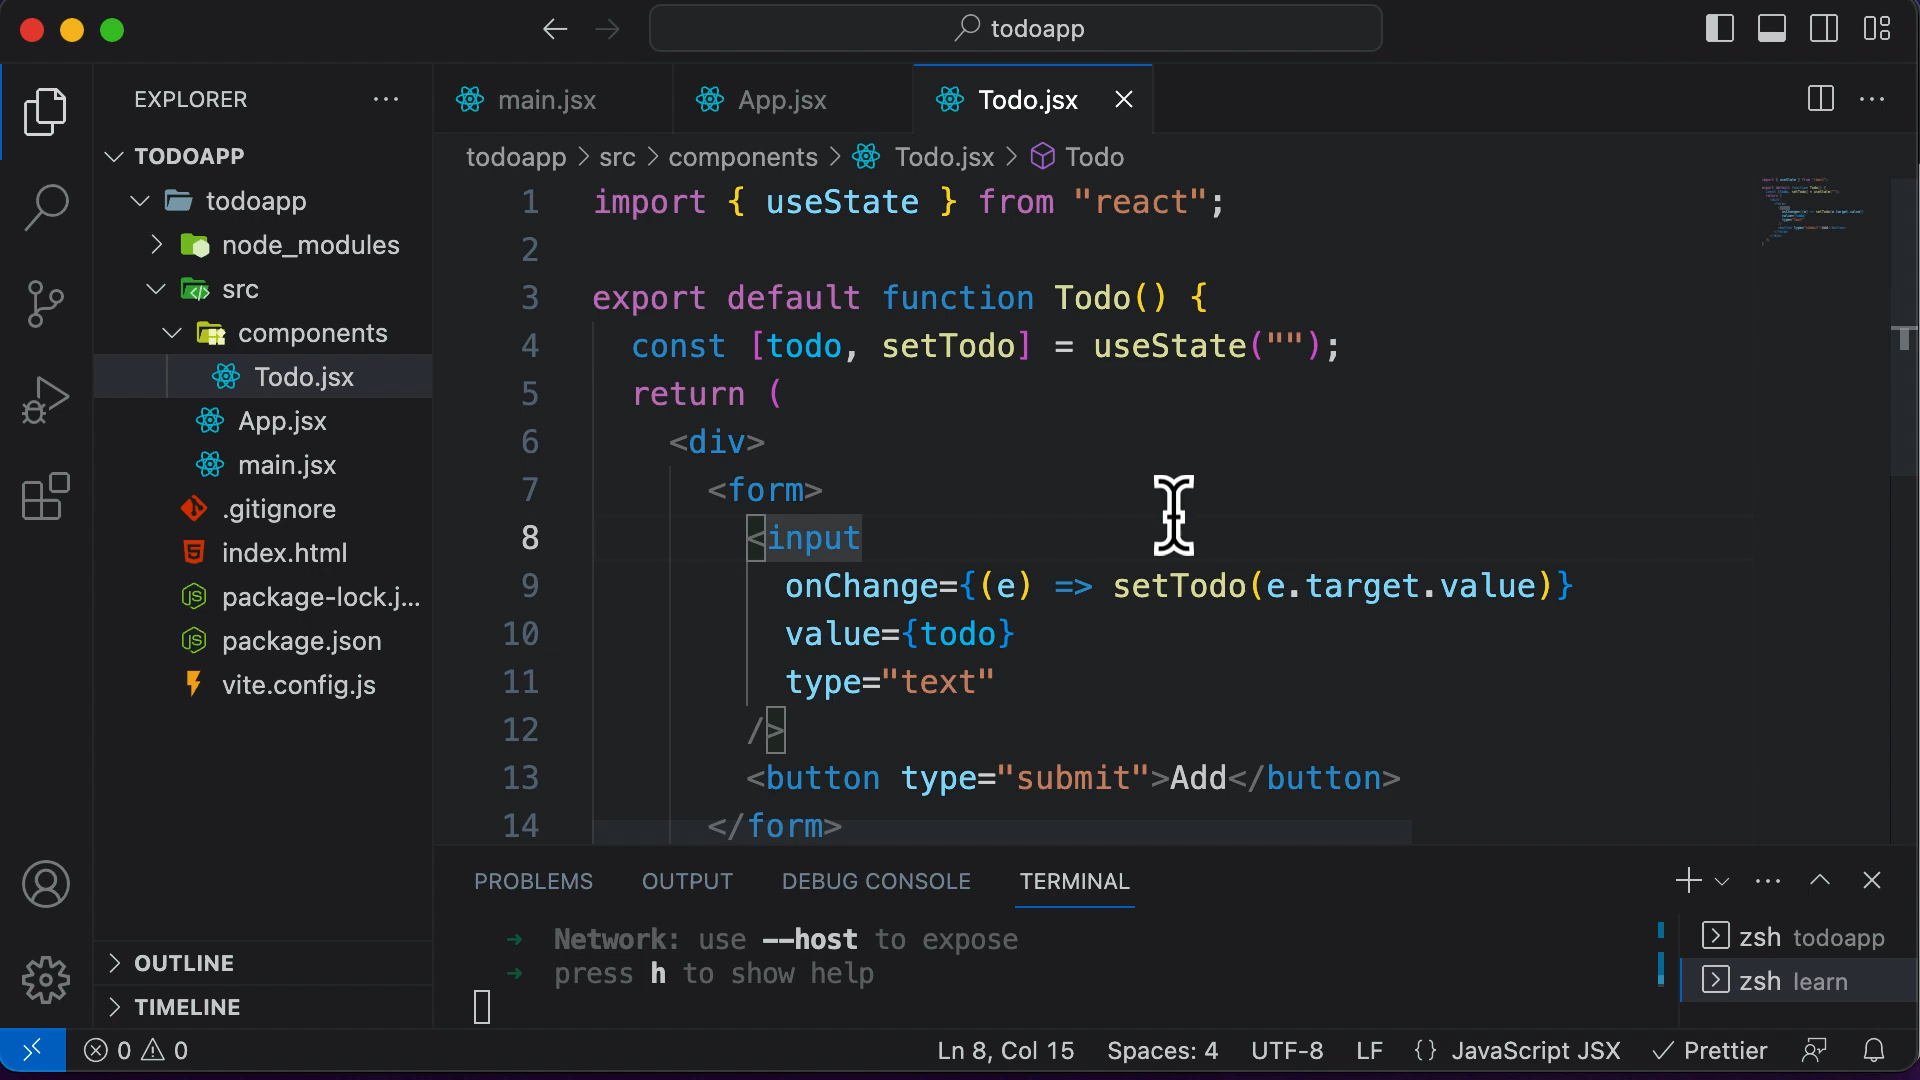 todoapp
EXPLORER
main.jsx
App.jsx
Todo.jsx
TODOAPP
todoapp
node_modules
src
components
Todo.jsx
App.jsx
main.jsx
.gitignore
index.html
package-lock.j...
package.json
vite.config.js
OUTLINE
TIMELINE
todoapp > src > components > Todo.jsx > Todo
1 import { useState } from "react";
2
3 export default function Todo() {
4 const [todo, setTodo] = useState("");
5 return (
6 <div>
7 <form>
8 <input
9 onChange={(e) => setTodo(e.target.value)}
10 value={todo}
11 type="text"
12 />
13 <button type="submit">Add</button>
14 </form>
PROBLEMS OUTPUT DEBUG CONSOLE TERMINAL
➜ Network: use --host to expose
➜ press h to show help
zsh todoapp
zsh learn
0 0
Ln 8, Col 15 Spaces: 4 UTF-8 LF {} JavaScript JSX Prettier